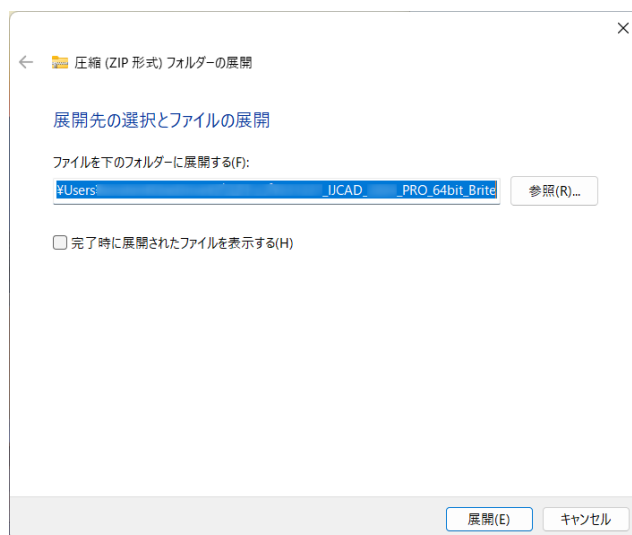 圧縮 (ZIP 形式) フォルダーの展開
展開先の選択とファイルの展開
ファイルを下のフォルダーに展開する(F):
¥Users _IJCAD_ _PRO_64bit_Brite
参照(R)...
完了時に展開されたファイルを表示する(H)
展開(E)
キャンセル